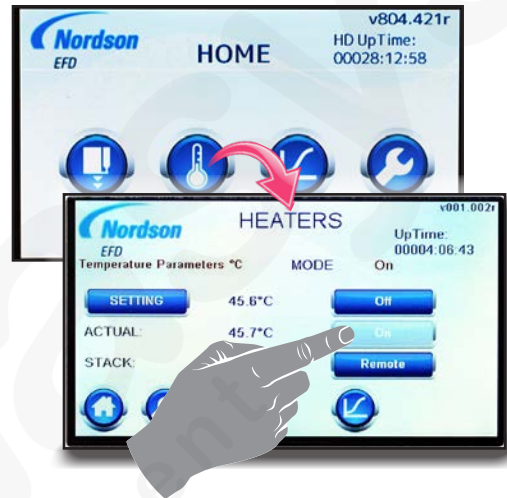 v804.421r
Nordson
EFD
HOME
HD UpTime:
00028:12:58
v001.002r
Nordson
EFD
HEATERS
UpTime:
00004:06:43
Temperature Parameters °C
MODE
On
SETTING
45.6°C
Off
ACTUAL:
45.7°C
On
STACK:
Remote